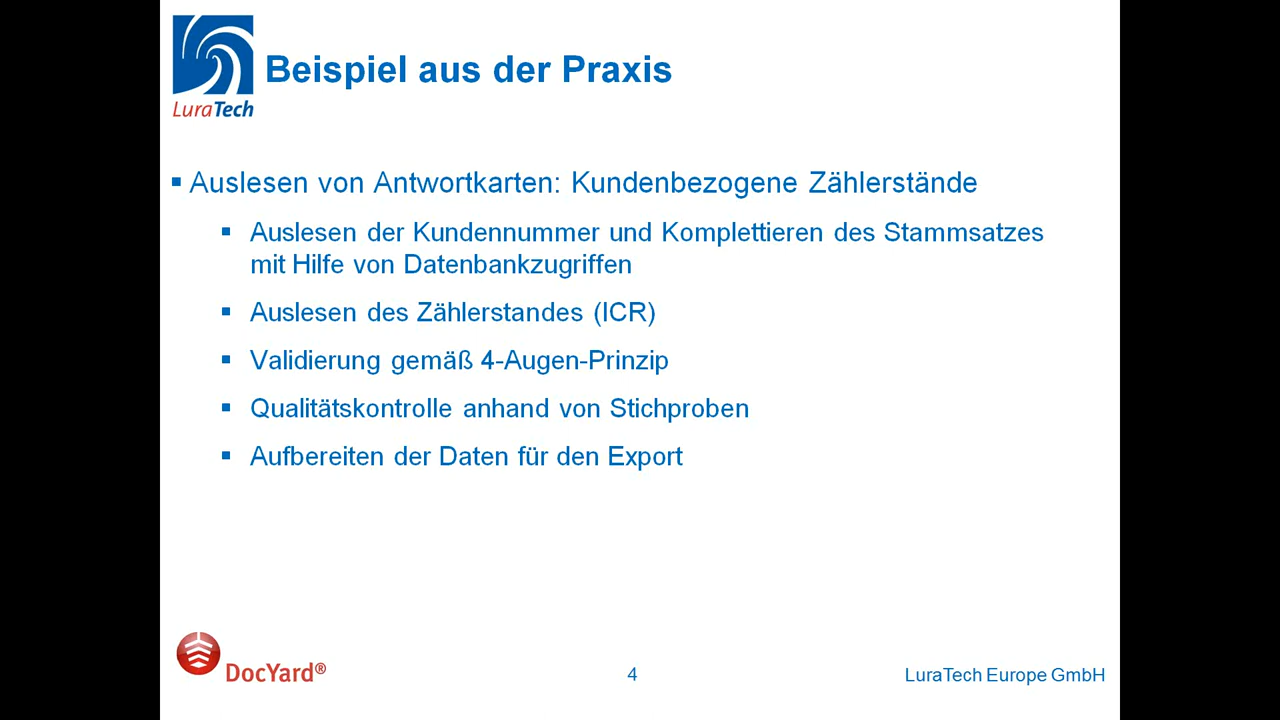 Beispiel aus der Praxis
LuraTech
▪ Auslesen von Antwortkarten: Kundenbezogene Zählerstände
▪ Auslesen der Kundennummer und Komplettieren des Stammsatzes
mit Hilfe von Datenbankzugriffen
▪ Auslesen des Zählerstandes (ICR)
▪ Validierung gemäß 4-Augen-Prinzip
▪ Qualitätskontrolle anhand von Stichproben
▪ Aufbereiten der Daten für den Export
DocYard®
4
LuraTech Europe GmbH